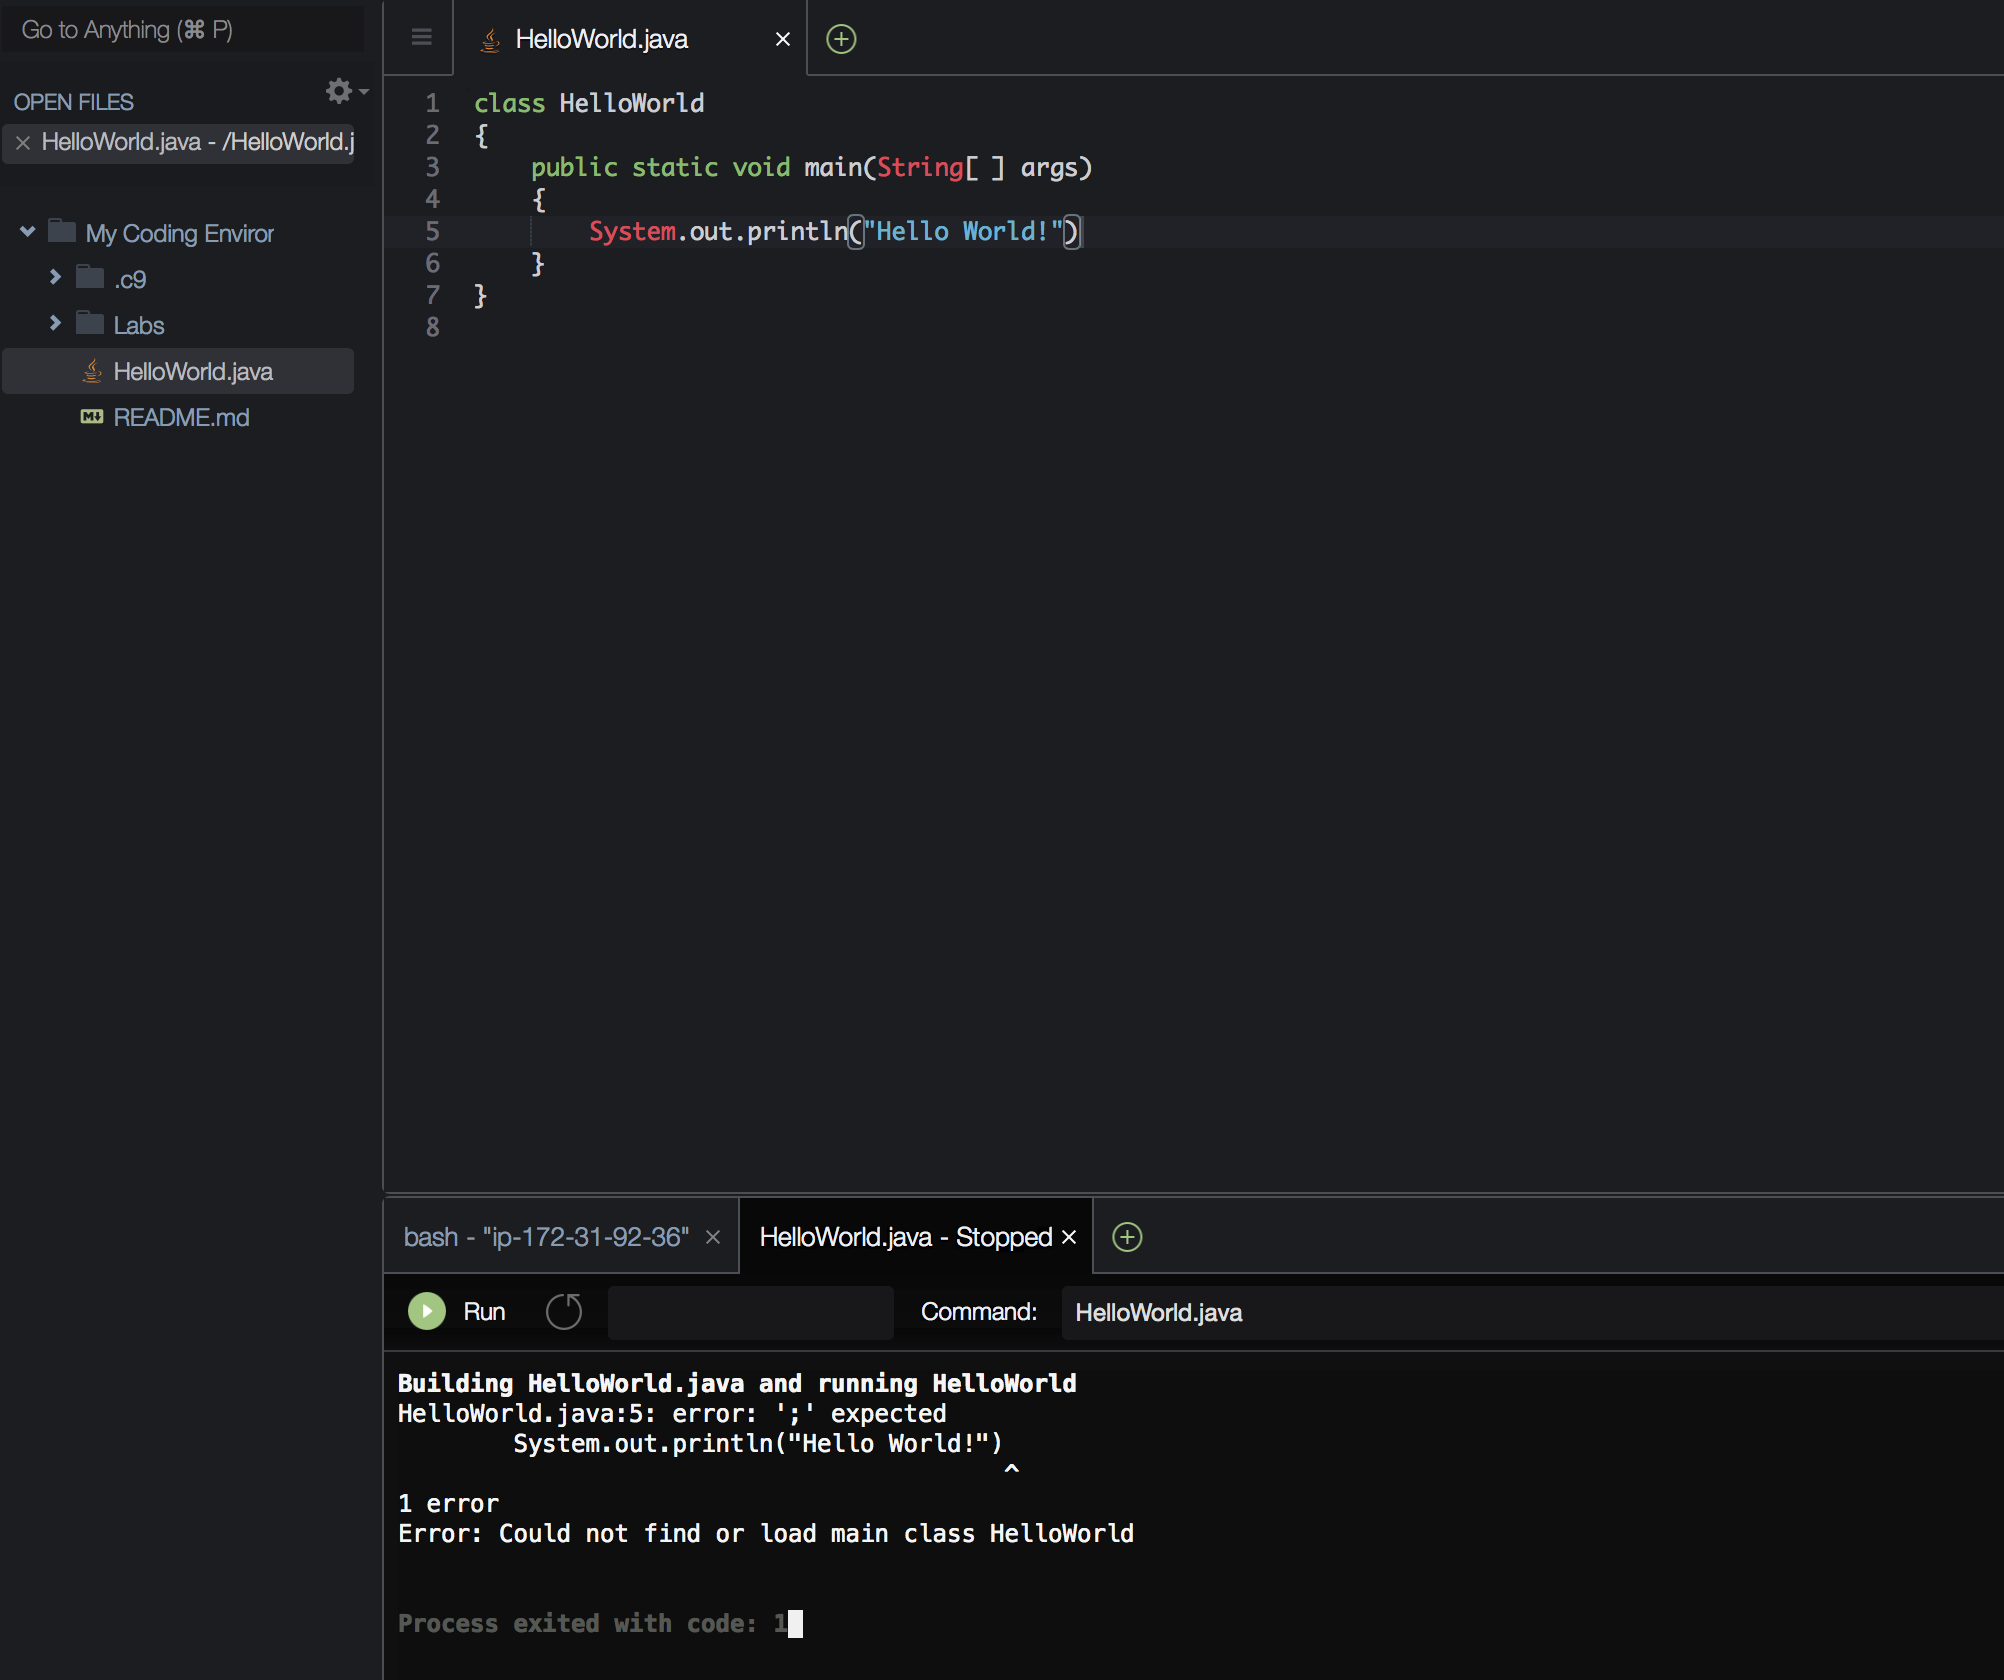 Go to Anything (⌘ P)
OPEN FILES
HelloWorld.java - /HelloWorld.j
My Coding Enviror
.c9
Labs
HelloWorld.java
README.md
HelloWorld.java
1 class HelloWorld
2 {
3     public static void main(String[ ] args)
4     {
5         System.out.println("Hello World!")
6     }
7 }
8
bash - "ip-172-31-92-36"
HelloWorld.java - Stopped
Run
Command: HelloWorld.java
Building HelloWorld.java and running HelloWorld
HelloWorld.java:5: error: ';' expected
        System.out.println("Hello World!")
                                          ^
1 error
Error: Could not find or load main class HelloWorld
Process exited with code: 1